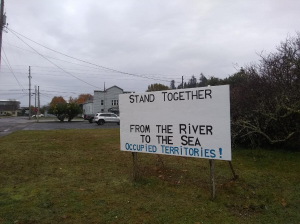 STAND TOGETHER
FROM THE RIVER
TO THE SEA
OCCUPIED TERRITORIES!